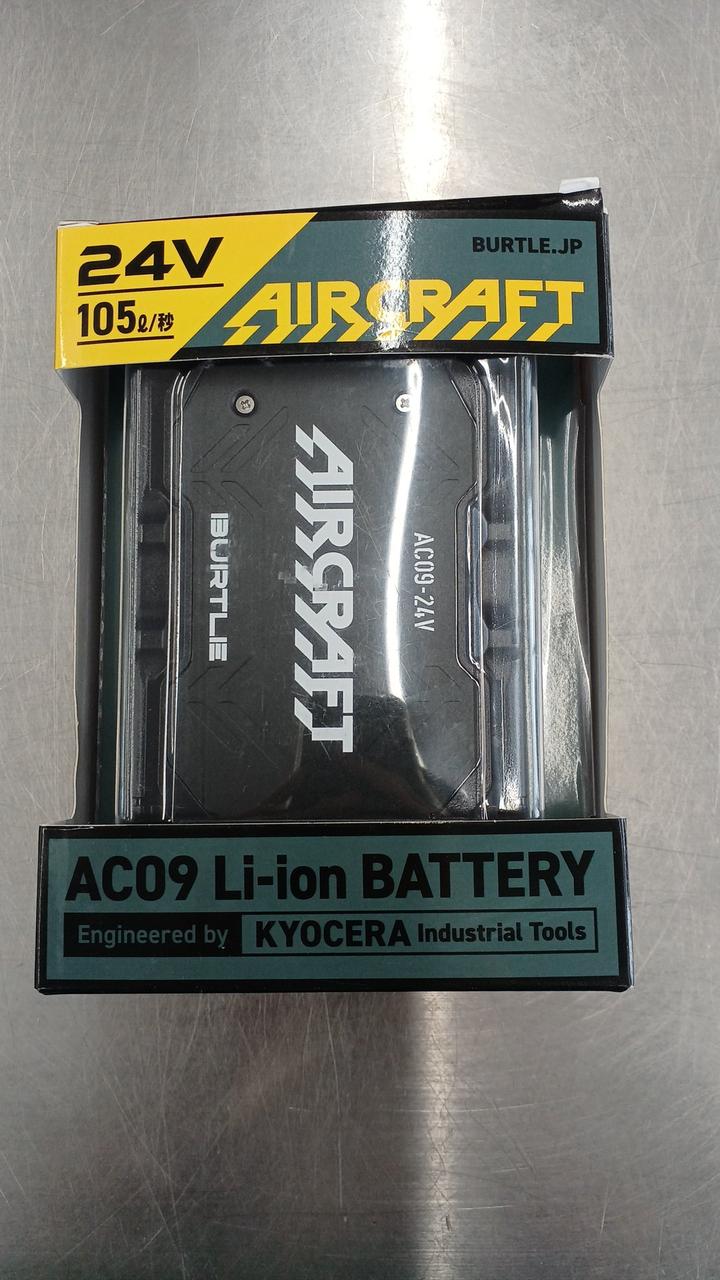 24V
105ℓ/秒
BURTLE.JP
AIRCRAFT
AC09-24V
AIRCRAFT
BURTLE
AC09 Li-ion BATTERY
Engineered by KYOCERA Industrial Tools